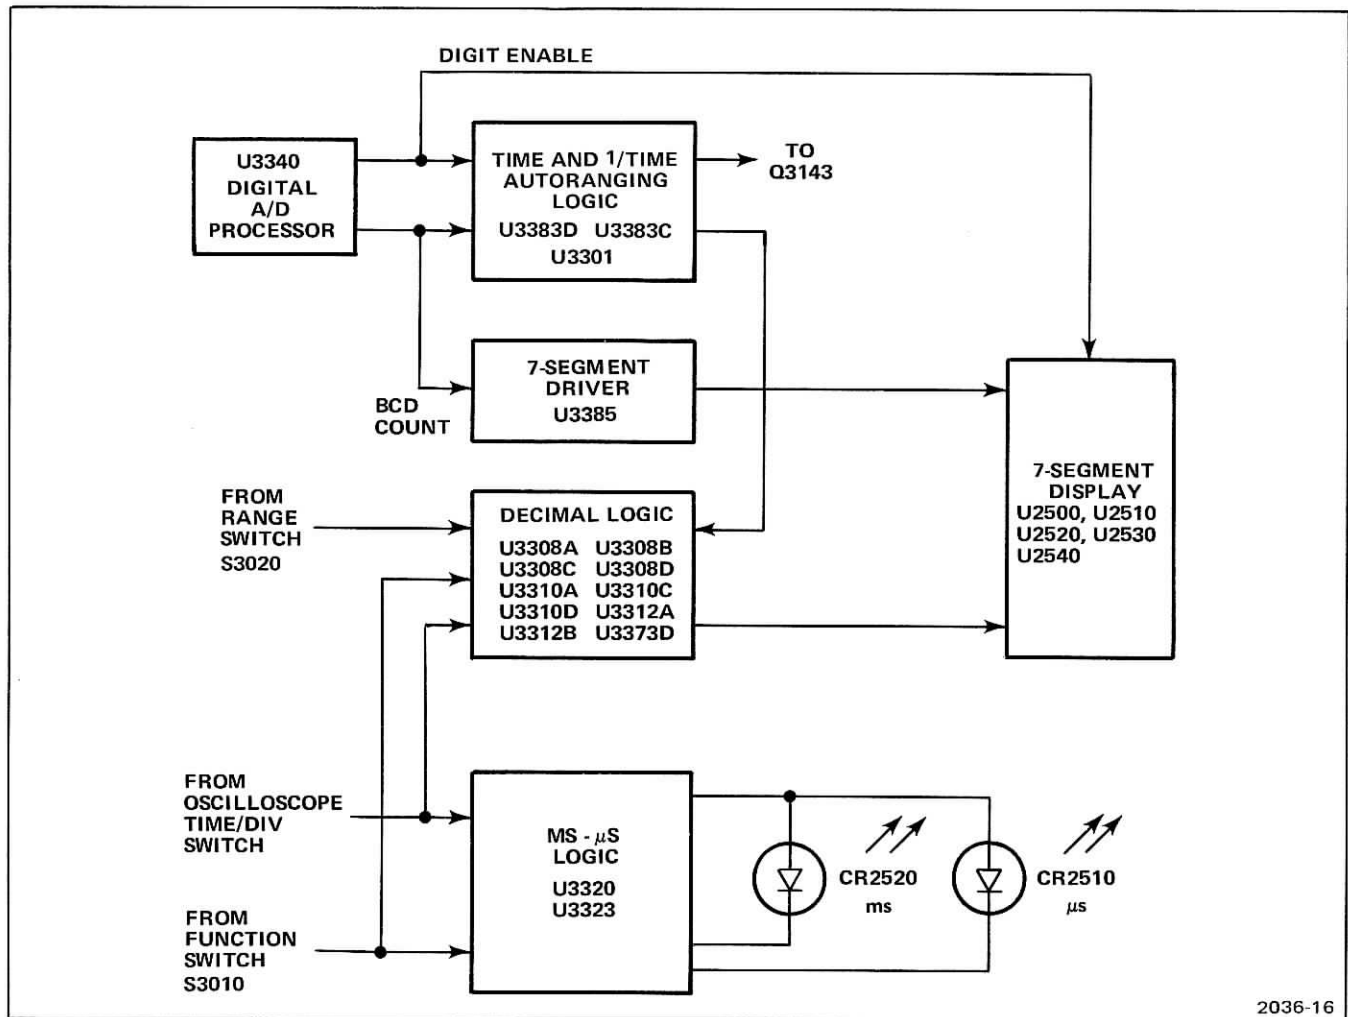 DIGIT ENABLE
U3340
DIGITAL
A/D
PROCESSOR
TIME AND 1/TIME
AUTORANGING
LOGIC
U3383D U3383C
U3301
TO
Q3143
7-SEGMENT
DRIVER
U3385
BCD
COUNT
FROM
RANGE
SWITCH
S3020
DECIMAL LOGIC
U3308A U3308B
U3308C U3308D
U3310A U3310C
U3310D U3312A
U3312B U3373D
7-SEGMENT
DISPLAY
U2500, U2510
U2520, U2530
U2540
FROM
OSCILLOSCOPE
TIME/DIV
SWITCH
FROM
FUNCTION
SWITCH
S3010
MS - μS
LOGIC
U3320
U3323
CR2520
ms
CR2510
μs
2036-16